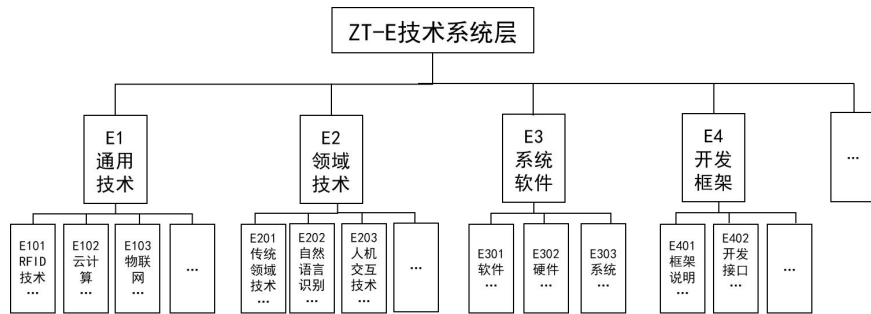 ZT-E技术系统层
E1
通用
技术
E2
领域
技术
E3
系统
软件
E4
开发
框架
…
E101
RFID
技术
…
E102
云计
算
…
E103
物联
网
…
…
E201
传统
领域
技术
…
E202
自然
语言
识别
…
E203
人机
交互
技术
…
…
E301
软件
…
E302
硬件
…
E303
系统
…
E401
框架
说明
…
E402
开发
接口
…
…